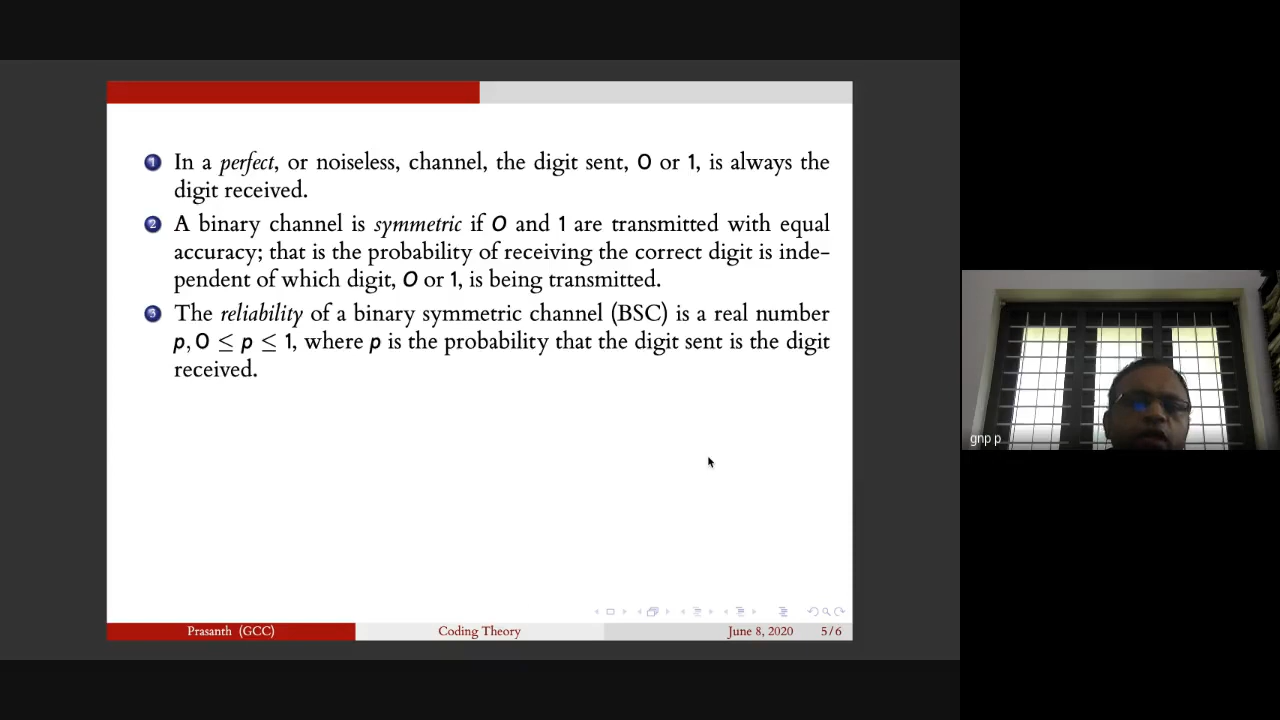 1 In a perfect, or noiseless, channel, the digit sent, 0 or 1, is always the
digit received.
2 A binary channel is symmetric if 0 and 1 are transmitted with equal
accuracy; that is the probability of receiving the correct digit is inde-
pendent of which digit, 0 or 1, is being transmitted.
3 The reliability of a binary symmetric channel (BSC) is a real number
p, 0 ≤ p ≤ 1, where p is the probability that the digit sent is the digit
received.
gnp p
Prasanth (GCC) Coding Theory June 8, 2020 5/6